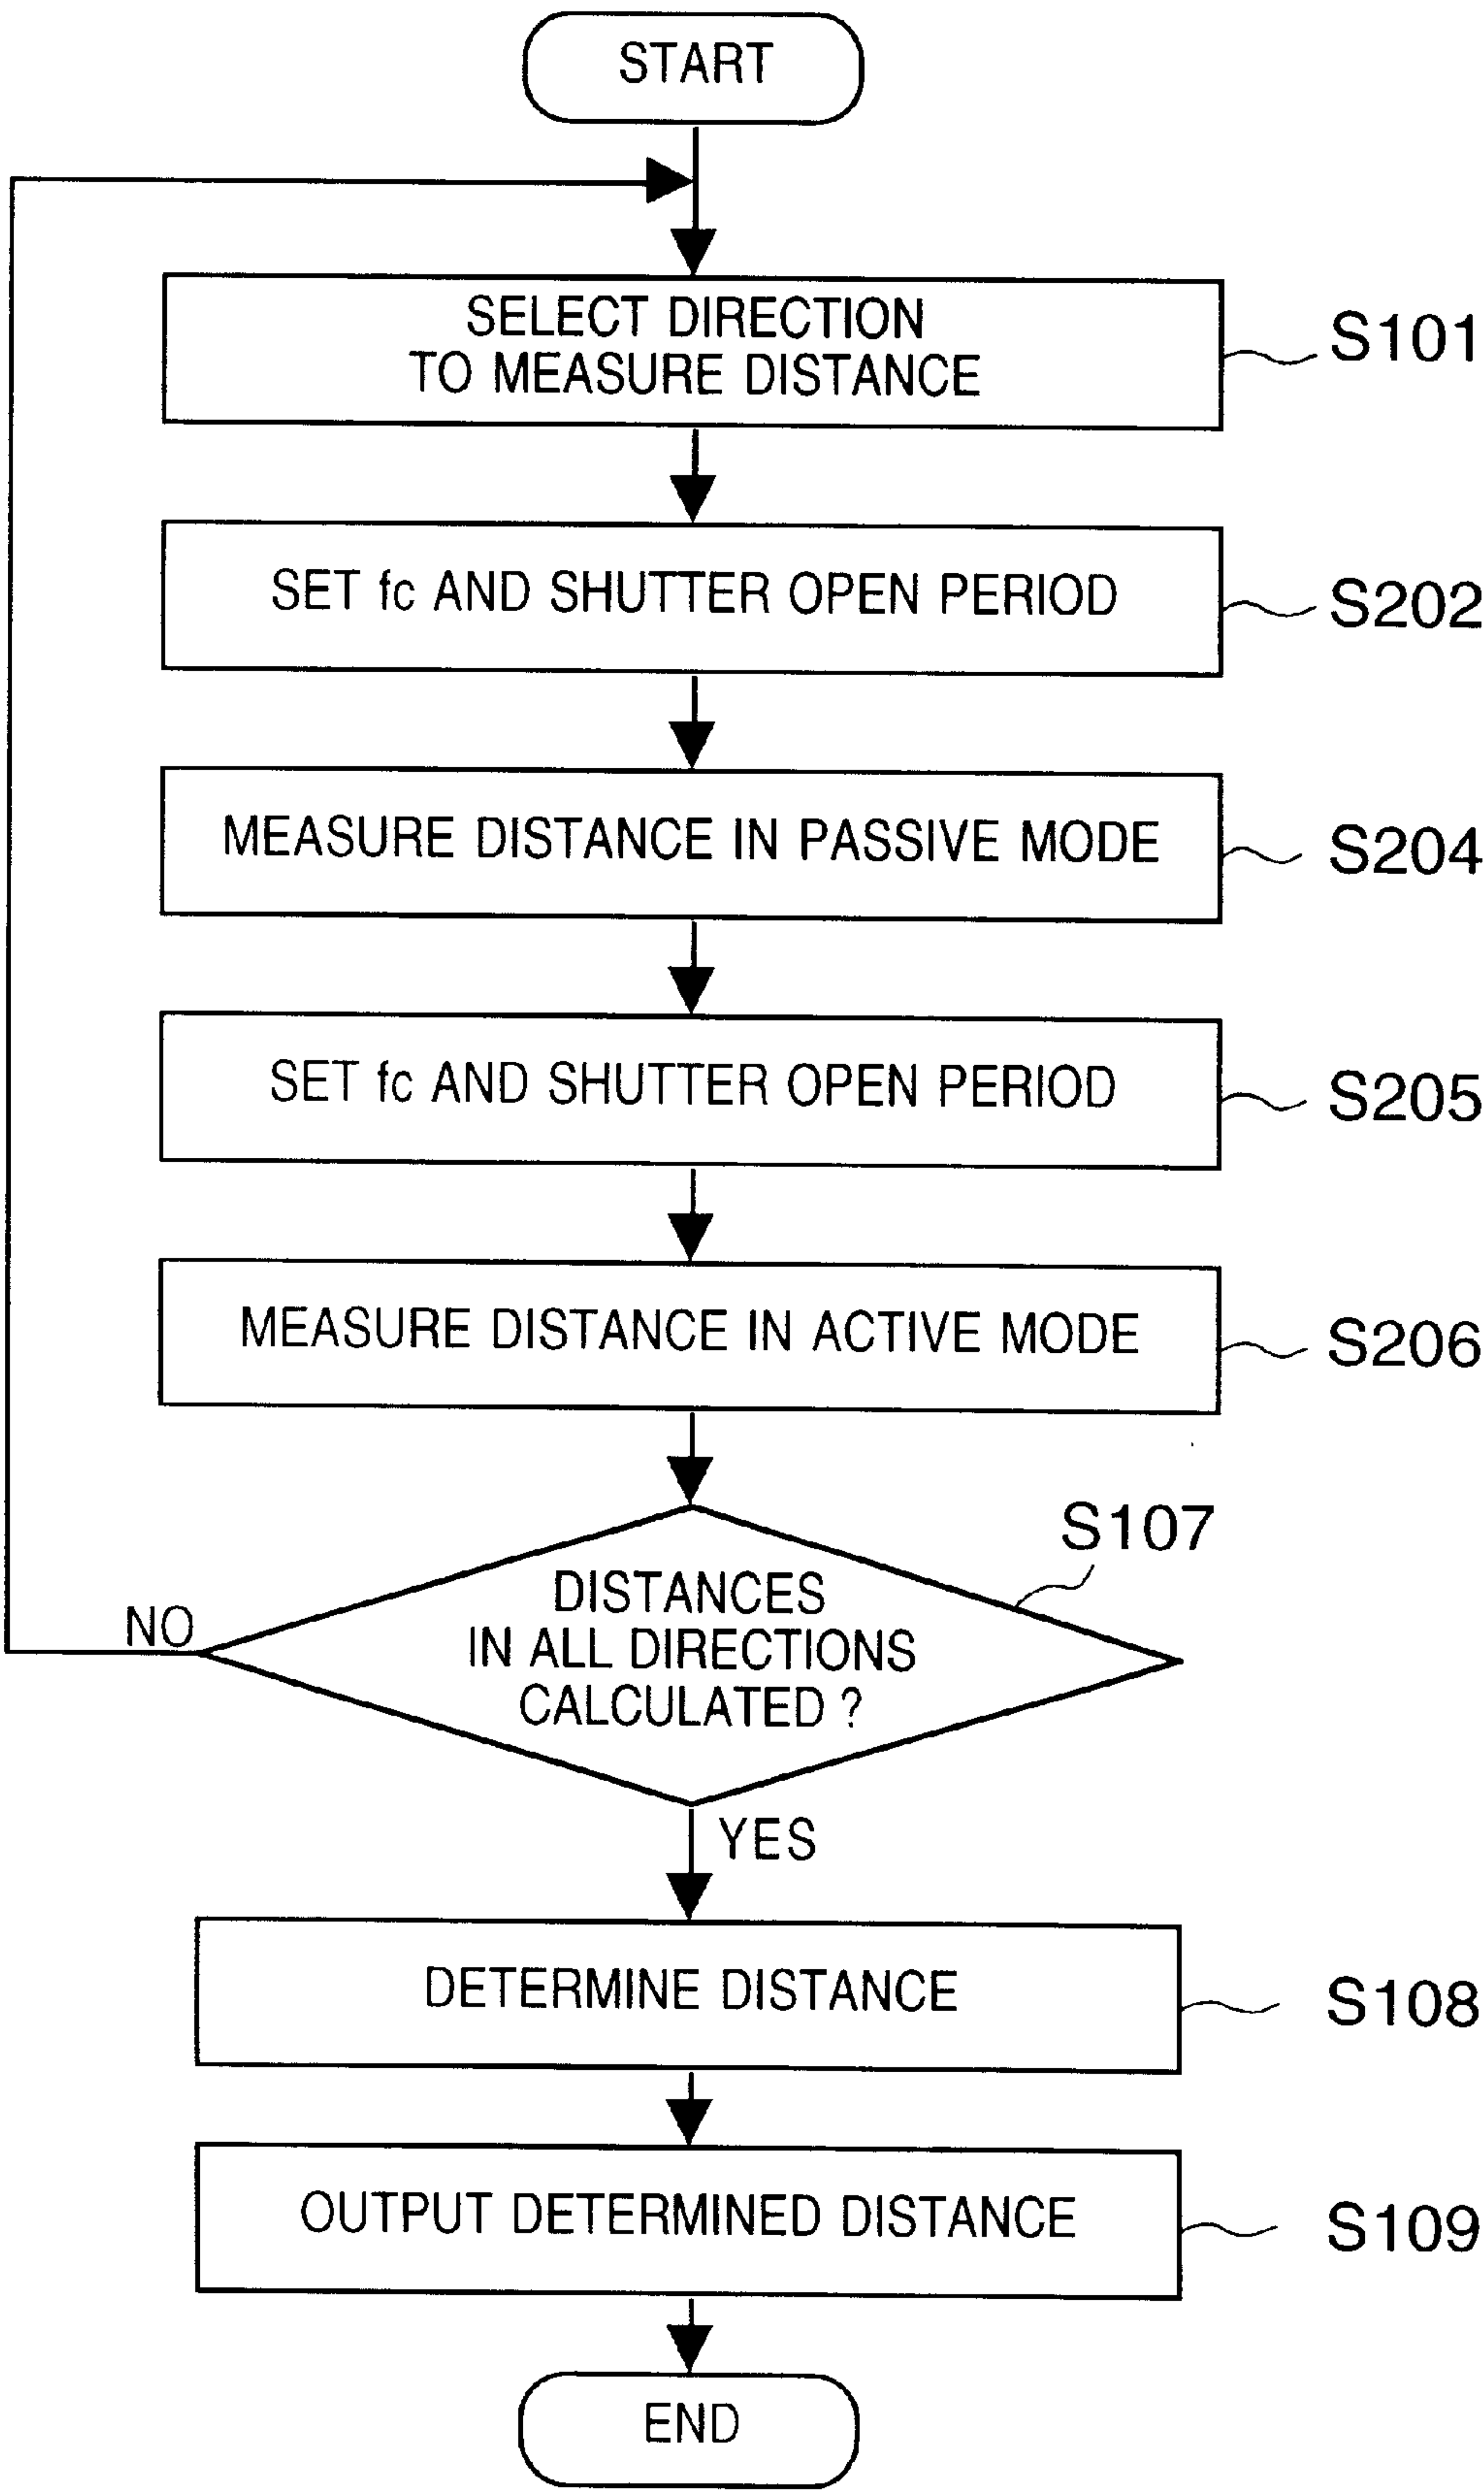 START
SELECT DIRECTION
TO MEASURE DISTANCE
S101
SET fc AND SHUTTER OPEN PERIOD
S202
MEASURE DISTANCE IN PASSIVE MODE
S204
SET fc AND SHUTTER OPEN PERIOD
S205
MEASURE DISTANCE IN ACTIVE MODE
S206
S107
DISTANCES
IN ALL DIRECTIONS
CALCULATED ?
NO
YES
DETERMINE DISTANCE
S108
OUTPUT DETERMINED DISTANCE
S109
END